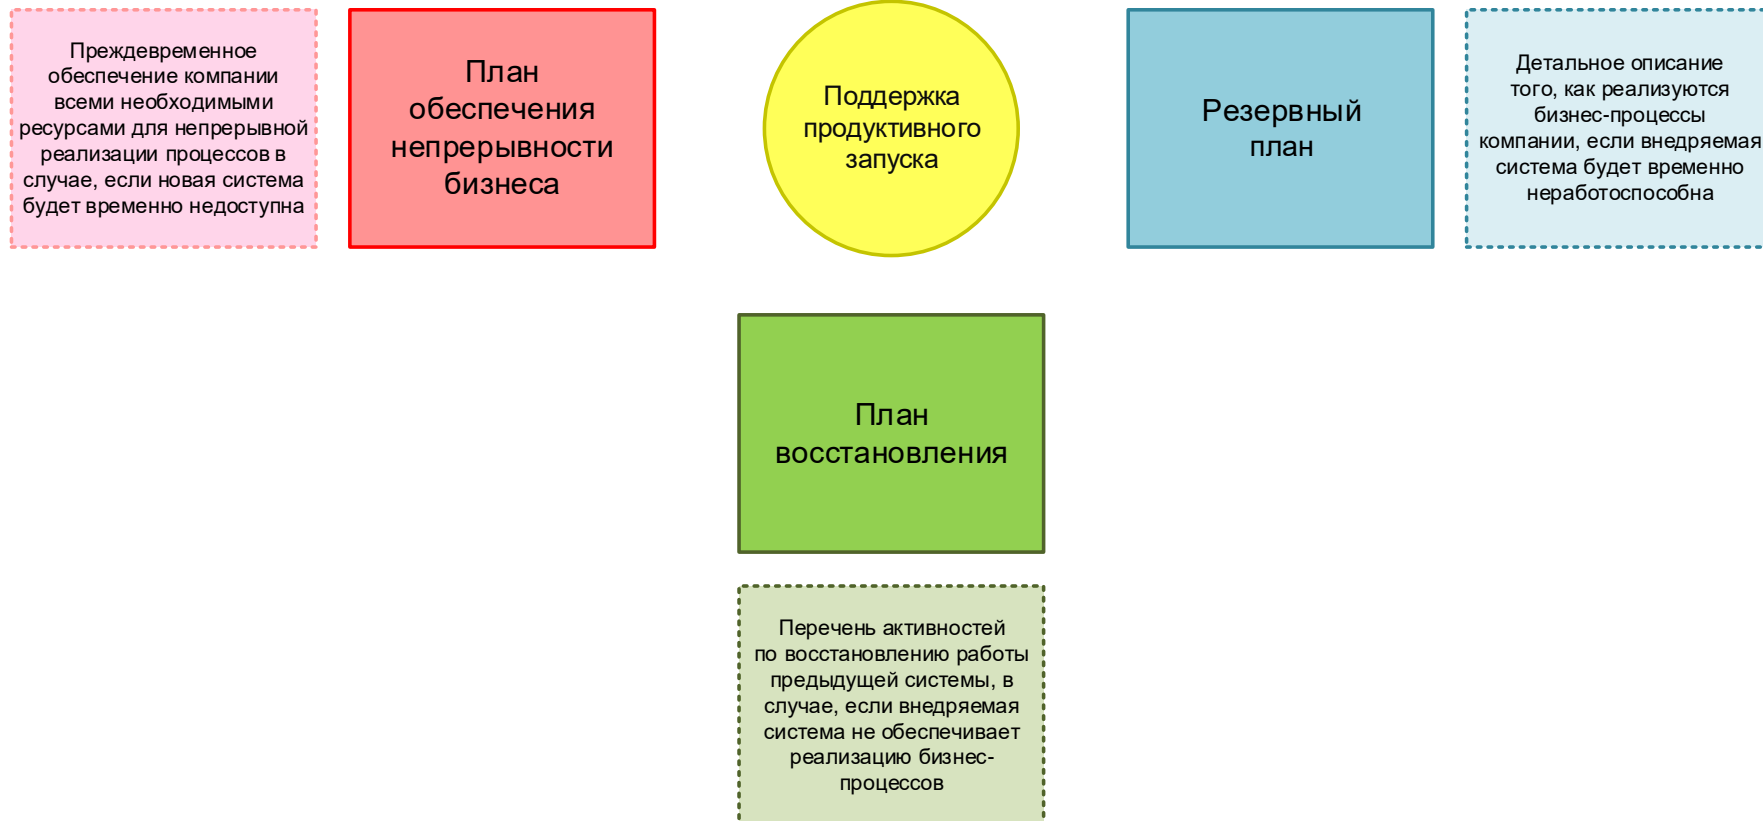 Преждевременное
обеспечение компании
всеми необходимыми
ресурсами для непрерывной
реализации процессов в
случае, если новая система
будет временно недоступна
План
обеспечения
непрерывности
бизнеса
Поддержка
продуктивного
запуска
Резервный
план
Детальное описание
того, как реализуются
бизнес-процессы
компании, если внедряемая
система будет временно
неработоспособна
План
восстановления
Перечень активностей
по восстановлению работы
предыдущей системы, в
случае, если внедряемая
система не обеспечивает
реализацию бизнес-
процессов